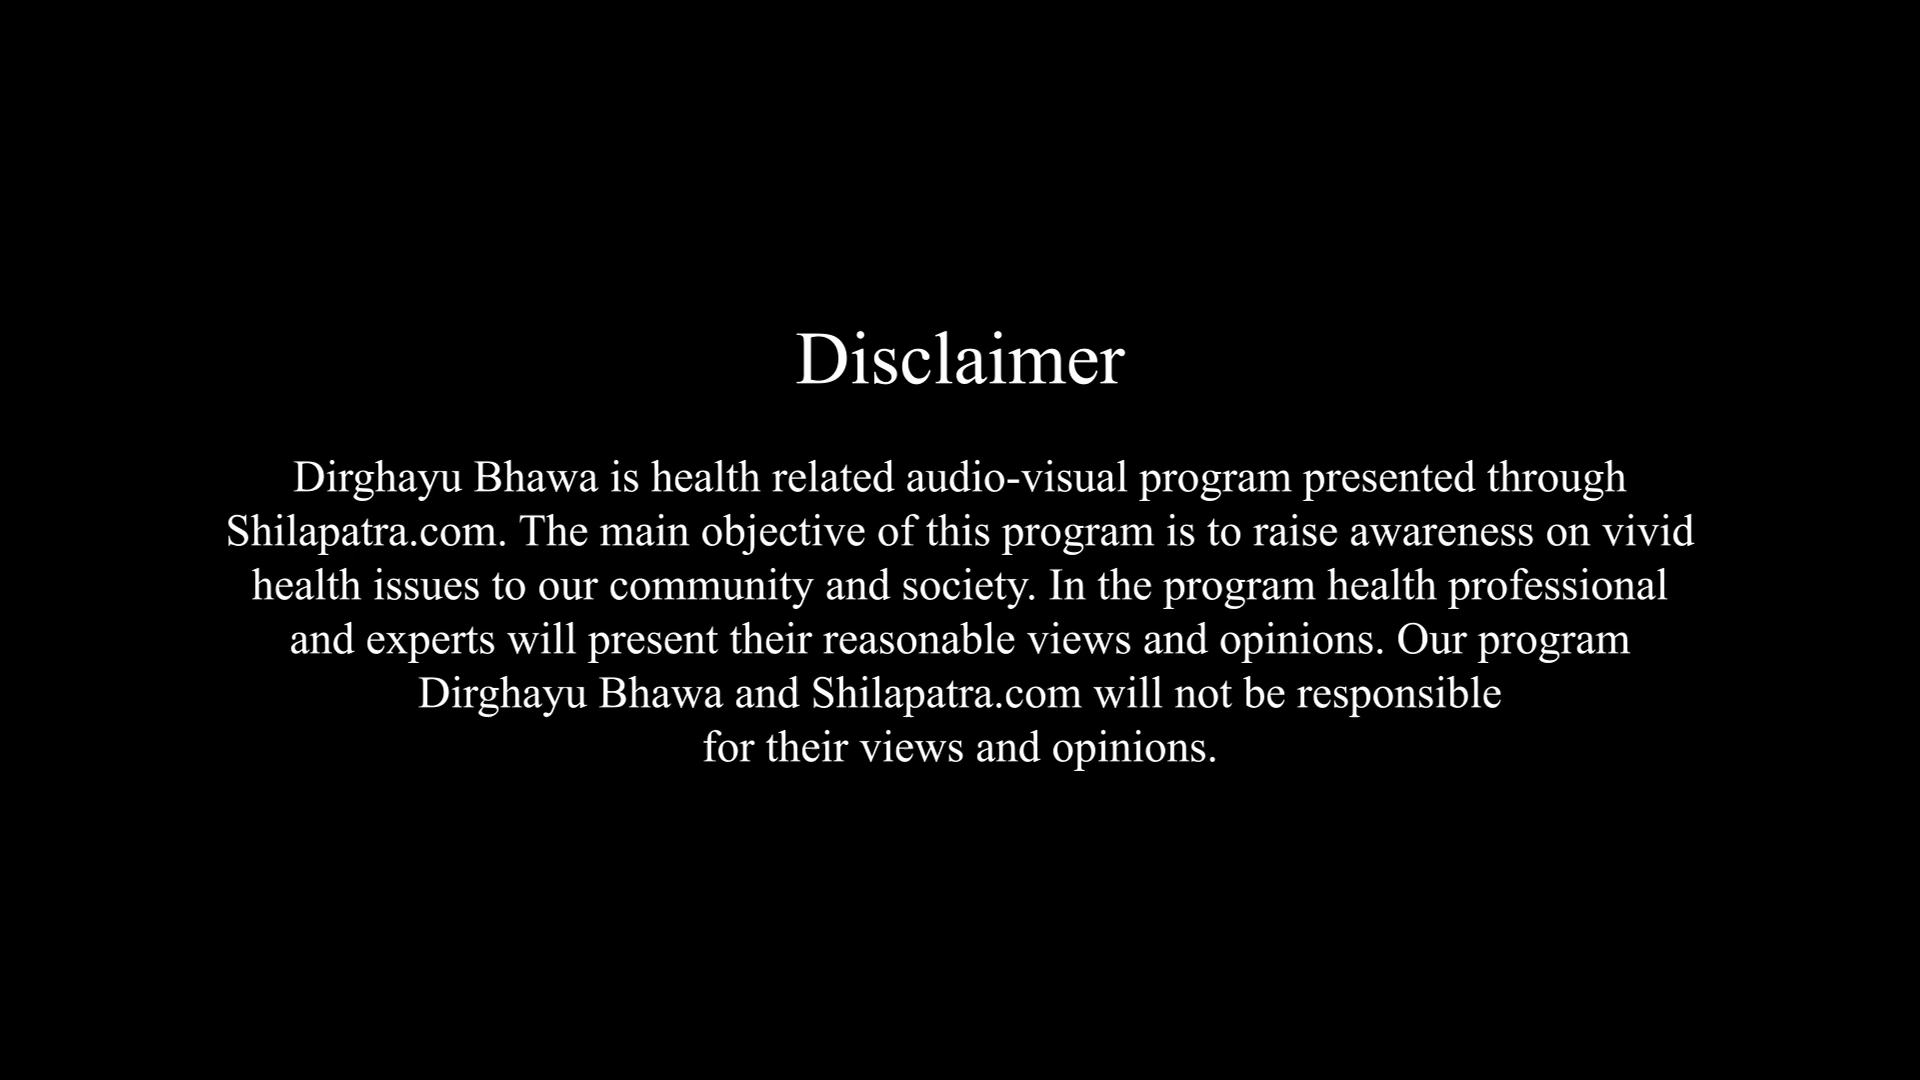 Disclaimer
Dirghayu Bhawa is health related audio-visual program presented through
Shilapatra.com. The main objective of this program is to raise awareness on vivid
health issues to our community and society. In the program health professional
and experts will present their reasonable views and opinions. Our program
Dirghayu Bhawa and Shilapatra.com will not be responsible
for their views and opinions.